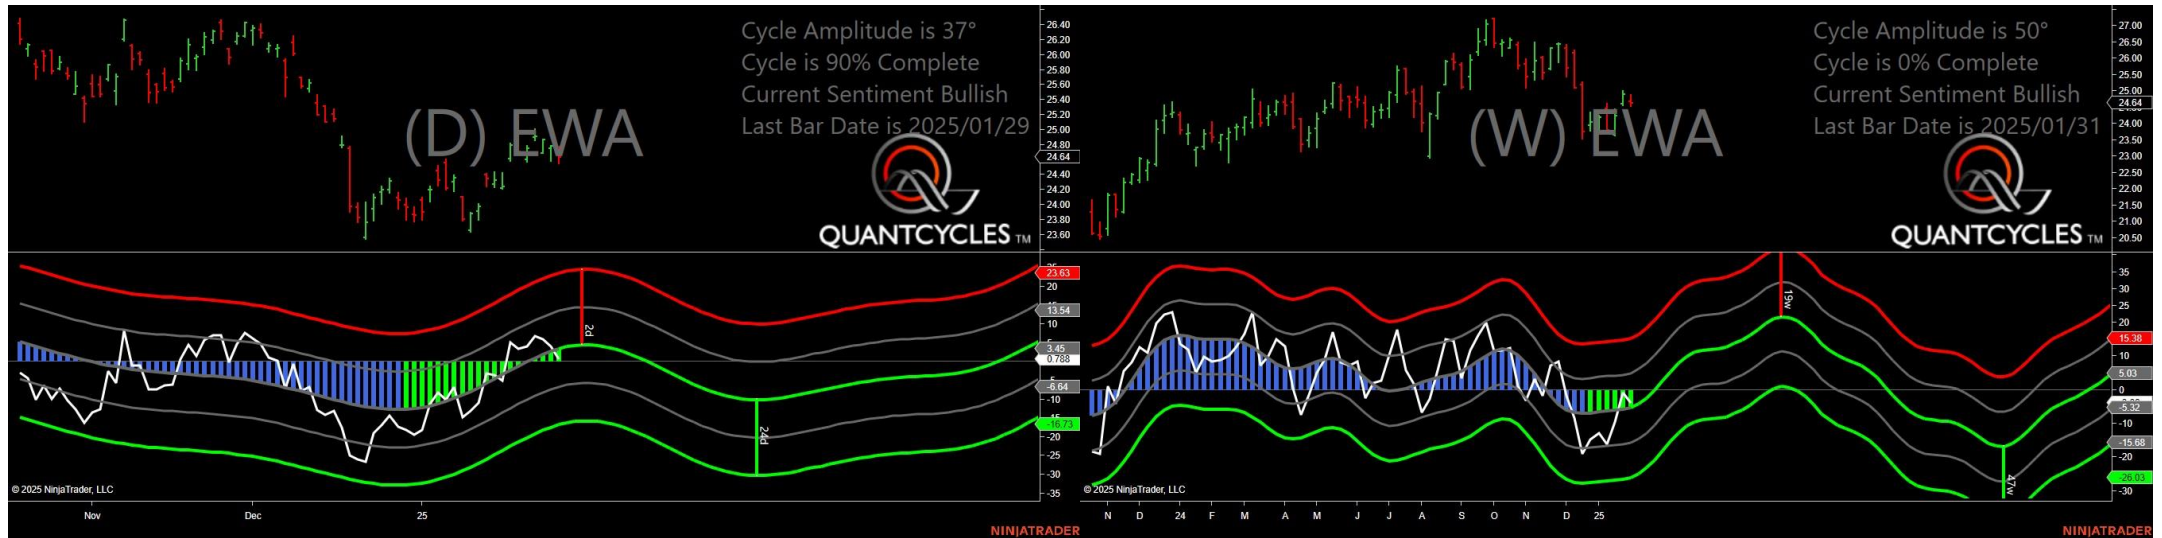 Cycle Amplitude is 37°
Cycle is 90% Complete
Current Sentiment Bullish
Last Bar Date is 2025/01/29
(D) EWA
QUANTCYCLES TM
26.40
26.20
26.00
25.80
25.60
25.40
25.20
25.00
24.80
24.64
24.40
24.20
24.00
23.80
23.60
2d
24d
23.63
20
13.54
10
3.45
0.788
-6.64
-10
-16.73
-20
-25
-30
-35
© 2025 NinjaTrader, LLC
Nov Dec 25
NINJATRADER
Cycle Amplitude is 50°
Cycle is 0% Complete
Current Sentiment Bullish
Last Bar Date is 2025/01/31
(W) EWA
QUANTCYCLES TM
27.00
26.50
26.00
25.50
25.00
24.64
24.00
23.50
23.00
22.50
22.00
21.50
21.00
20.50
19w
47w
35
30
25
20
15.38
10
5.03
0
-5.32
-10
-15.68
-20
-26.03
-30
© 2025 NinjaTrader, LLC
N D 24 F M A M J J A S O N D 25
NINJATRADER